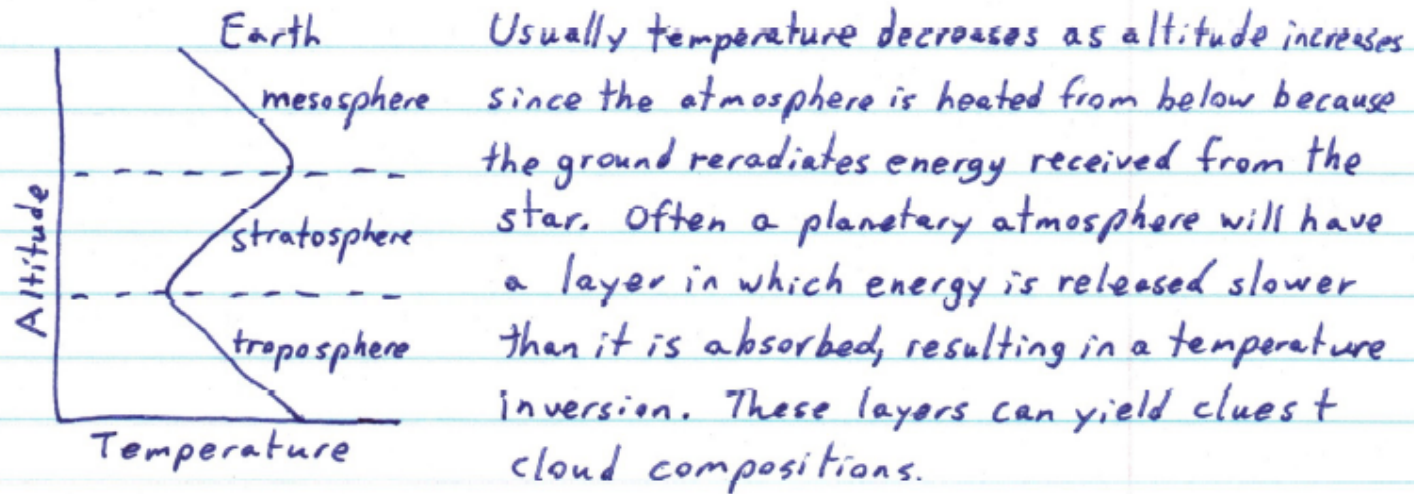 Earth
mesosphere
stratosphere
troposphere
Altitude
Temperature
Usually temperature decreases as altitude increases
since the atmosphere is heated from below because
the ground reradiates energy received from the
star. Often a planetary atmosphere will have
a layer in which energy is released slower
than it is absorbed, resulting in a temperature
inversion. These layers can yield clues t
cloud compositions.